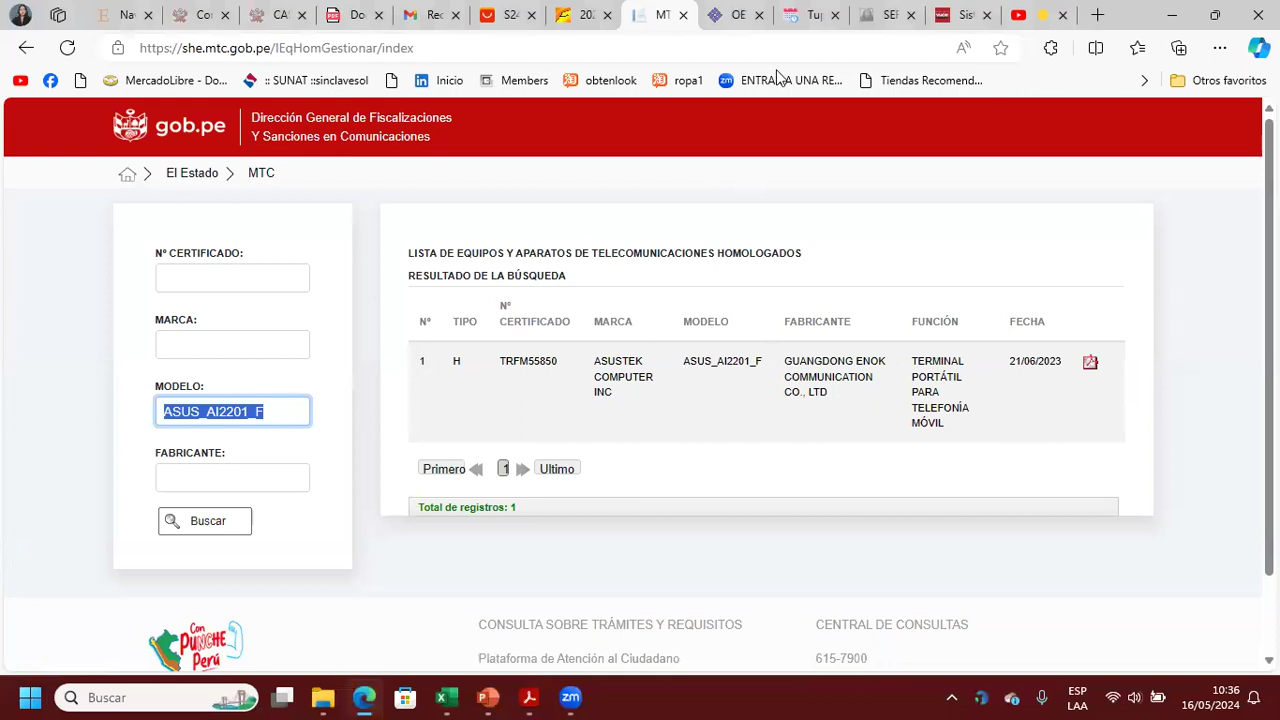 Nav
Co
CA
Do
Rec
S2
202
MT
OE
Tup
SEF
Sis
https://she.mtc.gob.pe/IEqHomGestionar/index
MercadoLibre - Do...
:: SUNAT ::sinclavesol
Inicio
Members
obtenlook
ropa1
ENTRA A UNA RE...
Tiendas Recomend...
Otros favoritos
gob.pe
Dirección General de Fiscalizaciones
Y Sanciones en Comunicaciones
El Estado
MTC
Nº CERTIFICADO:
MARCA:
MODELO:
ASUS_AI2201_F
FABRICANTE:
Buscar
LISTA DE EQUIPOS Y APARATOS DE TELECOMUNICACIONES HOMOLOGADOS
RESULTADO DE LA BÚSQUEDA
Nº TIPO Nº CERTIFICADO MARCA MODELO FABRICANTE FUNCIÓN FECHA
1 H TRFM55850 ASUSTEK ASUS_AI2201_F GUANGDONG ENOK TERMINAL 21/06/2023
COMPUTER COMMUNICATION PORTÁTIL
INC CO., LTD PARA
TELEFONÍA
MÓVIL
Primero 1 Ultimo
Total de registros: 1
Con
PUNCHE
Perú
CONSULTA SOBRE TRÁMITES Y REQUISITOS
Plataforma de Atención al Ciudadano
CENTRAL DE CONSULTAS
615-7900
Buscar
ESP
LAA
10:36
16/05/2024